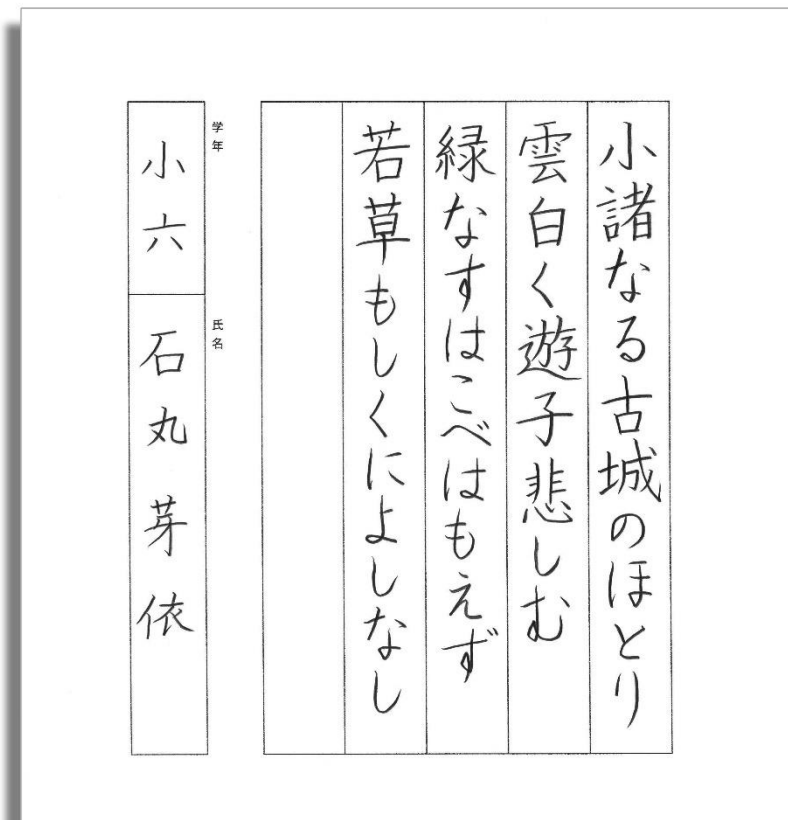 小諸なる古城のほとり
雲白く遊子悲しむ
緑なすはこべはもえず
若草もしくによしなし
学年
小六
氏名
石丸芽依